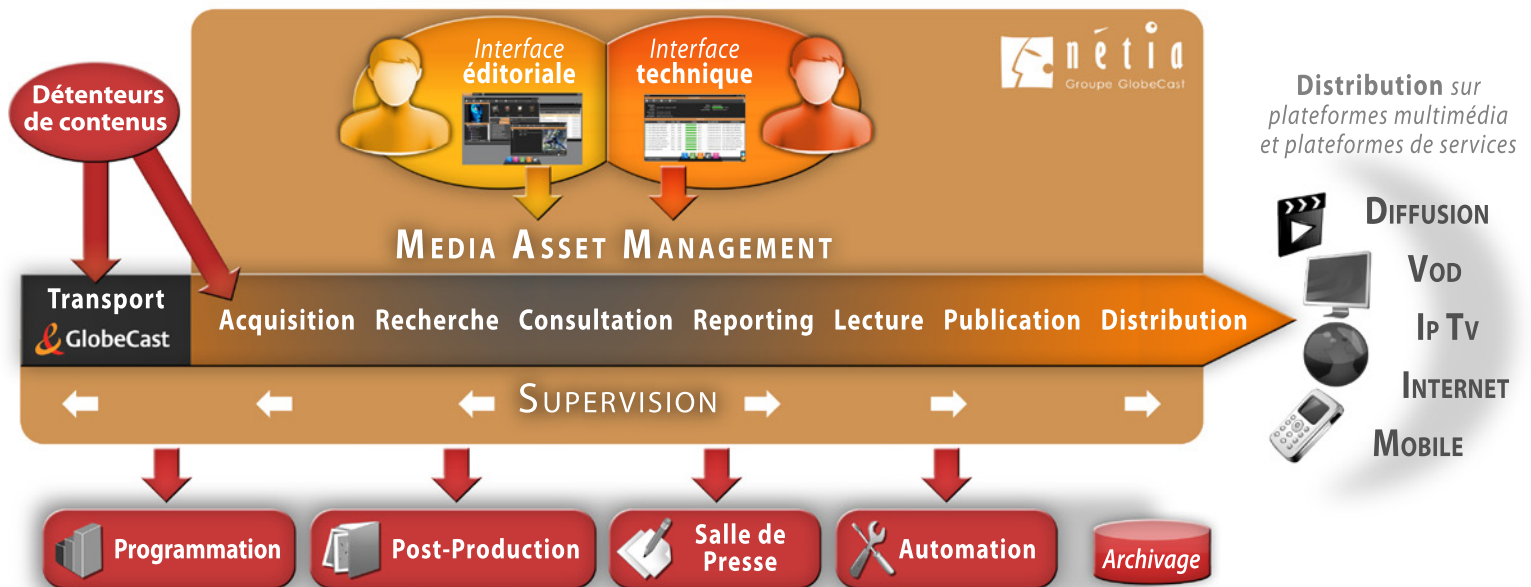 Détenteurs
de contenus
Interface
éditoriale
Interface
technique
nétia
Groupe GlobeCast
Distribution sur
plateformes multimédia
et plateformes de services
MEDIA ASSET MANAGEMENT
Transport
GlobeCast
Acquisition Recherche Consultation Reporting Lecture Publication Distribution
SUPERVISION
DIFFUSION
VOD
IP TV
INTERNET
MOBILE
Programmation
Post-Production
Salle de
Presse
Automation
Archivage